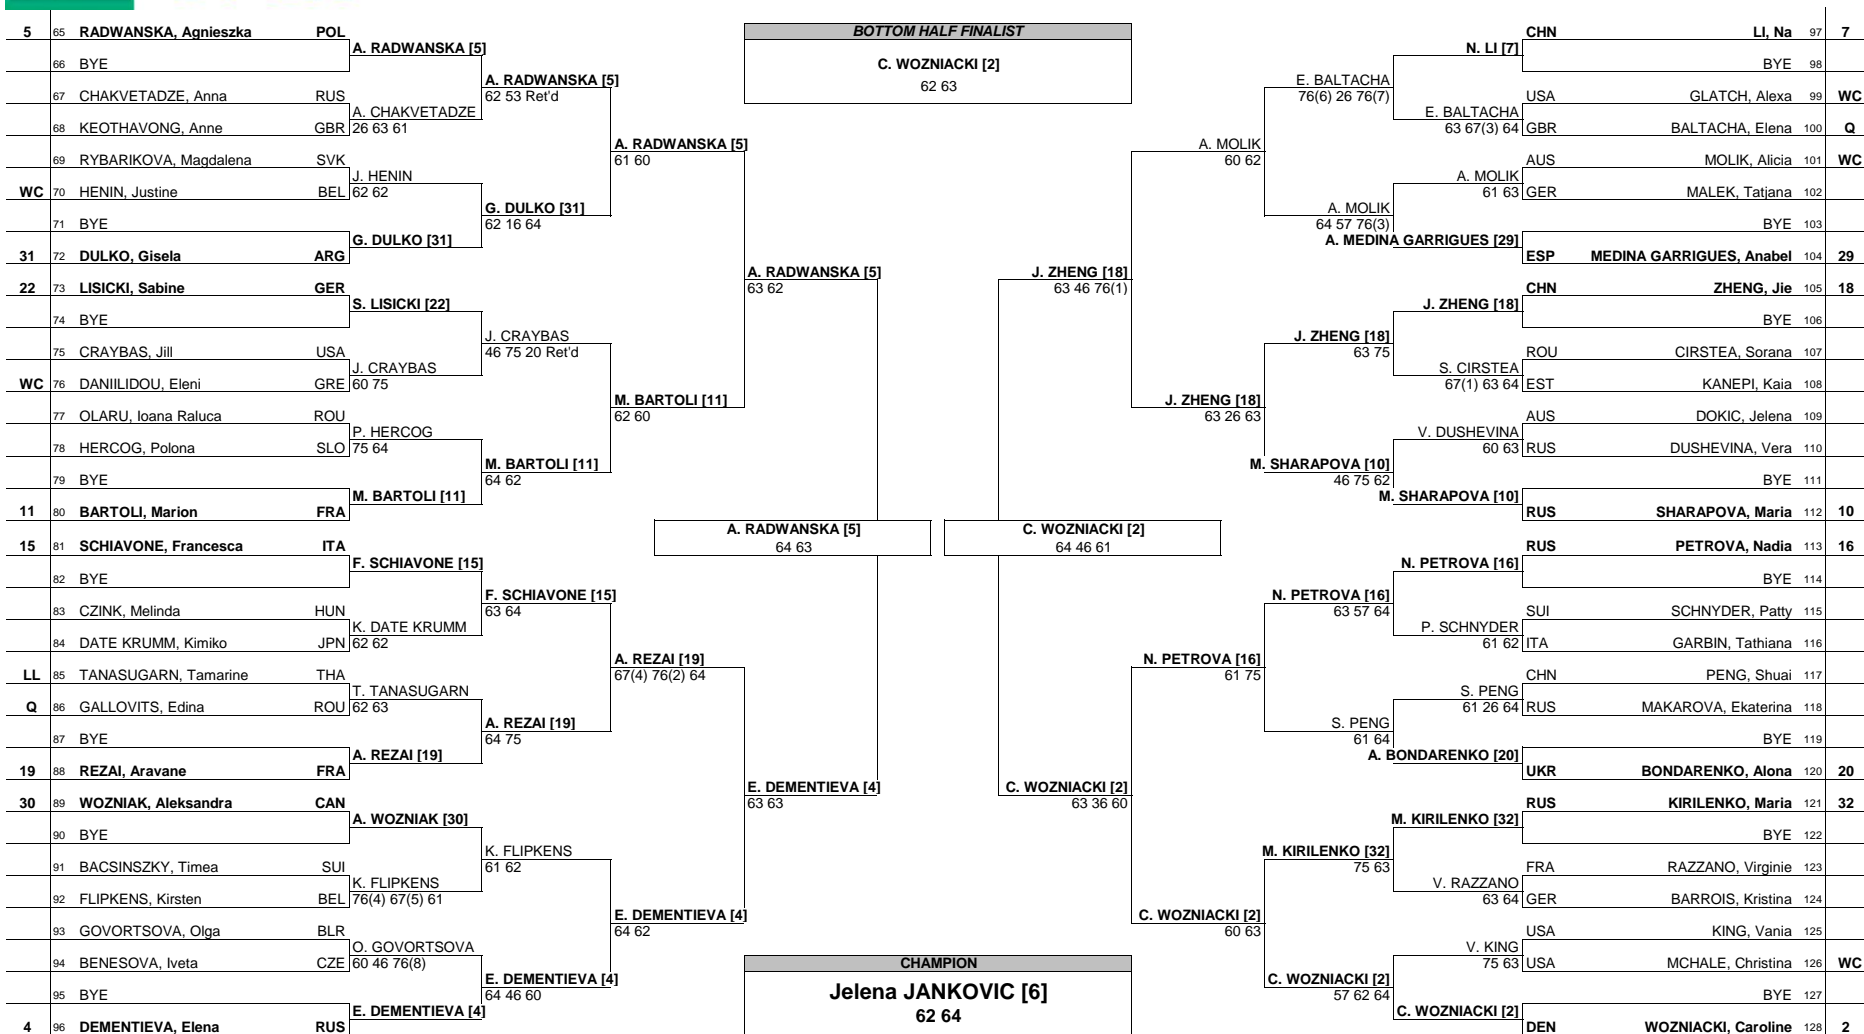 BOTTOM HALF FINALIST
C. WOZNIACKI [2]
62 63
5 65 RADWANSKA, Agnieszka POL
A. RADWANSKA [5]
66 BYE
A. RADWANSKA [5]
62 53 Ret'd
67 CHAKVETADZE, Anna RUS
A. CHAKVETADZE
68 KEOTHAVONG, Anne GBR 26 63 61
A. RADWANSKA [5]
61 60
69 RYBARIKOVA, Magdalena SVK
J. HENIN
WC 70 HENIN, Justine BEL 62 62
G. DULKO [31]
62 16 64
71 BYE
G. DULKO [31]
31 72 DULKO, Gisela ARG
A. RADWANSKA [5]
63 62
22 73 LISICKI, Sabine GER
S. LISICKI [22]
74 BYE
J. CRAYBAS
46 75 20 Ret'd
75 CRAYBAS, Jill USA
J. CRAYBAS
WC 76 DANIILIDOU, Eleni GRE 60 75
M. BARTOLI [11]
62 60
77 OLARU, Ioana Raluca ROU
P. HERCOG
78 HERCOG, Polona SLO 75 64
M. BARTOLI [11]
64 62
79 BYE
M. BARTOLI [11]
11 80 BARTOLI, Marion FRA
A. RADWANSKA [5]
64 63
15 81 SCHIAVONE, Francesca ITA
F. SCHIAVONE [15]
82 BYE
F. SCHIAVONE [15]
63 64
83 CZINK, Melinda HUN
K. DATE KRUMM
84 DATE KRUMM, Kimiko JPN 62 62
A. REZAI [19]
67(4) 76(2) 64
LL 85 TANASUGARN, Tamarine THA
T. TANASUGARN
Q 86 GALLOVITS, Edina ROU 62 63
A. REZAI [19]
64 75
87 BYE
A. REZAI [19]
19 88 REZAI, Aravane FRA
E. DEMENTIEVA [4]
63 63
30 89 WOZNIAK, Aleksandra CAN
A. WOZNIAK [30]
90 BYE
K. FLIPKENS
61 62
91 BACSINSZKY, Timea SUI
K. FLIPKENS
92 FLIPKENS, Kirsten BEL 76(4) 67(5) 61
E. DEMENTIEVA [4]
64 62
93 GOVORTSOVA, Olga BLR
O. GOVORTSOVA
94 BENESOVA, Iveta CZE 60 46 76(8)
E. DEMENTIEVA [4]
64 46 60
95 BYE
E. DEMENTIEVA [4]
4 96 DEMENTIEVA, Elena RUS
CHN LI, Na 97 7
N. LI [7]
BYE 98
E. BALTACHA
76(6) 26 76(7)
USA GLATCH, Alexa 99 WC
E. BALTACHA
63 67(3) 64 GBR BALTACHA, Elena 100 Q
A. MOLIK
60 62
AUS MOLIK, Alicia 101 WC
A. MOLIK
61 63 GER MALEK, Tatjana 102
A. MOLIK
64 57 76(3)
BYE 103
A. MEDINA GARRIGUES [29]
ESP MEDINA GARRIGUES, Anabel 104 29
J. ZHENG [18]
63 46 76(1)
CHN ZHENG, Jie 105 18
J. ZHENG [18]
BYE 106
J. ZHENG [18]
63 75
ROU CIRSTEA, Sorana 107
S. CIRSTEA
67(1) 63 64 EST KANEPI, Kaia 108
J. ZHENG [18]
63 26 63
AUS DOKIC, Jelena 109
V. DUSHEVINA
60 63 RUS DUSHEVINA, Vera 110
M. SHARAPOVA [10]
46 75 62
BYE 111
M. SHARAPOVA [10]
RUS SHARAPOVA, Maria 112 10
C. WOZNIACKI [2]
64 46 61
RUS PETROVA, Nadia 113 16
N. PETROVA [16]
BYE 114
N. PETROVA [16]
63 57 64
SUI SCHNYDER, Patty 115
P. SCHNYDER
61 62 ITA GARBIN, Tathiana 116
N. PETROVA [16]
61 75
CHN PENG, Shuai 117
S. PENG
61 26 64 RUS MAKAROVA, Ekaterina 118
S. PENG
61 64
BYE 119
A. BONDARENKO [20]
UKR BONDARENKO, Alona 120 20
C. WOZNIACKI [2]
63 36 60
RUS KIRILENKO, Maria 121 32
M. KIRILENKO [32]
BYE 122
M. KIRILENKO [32]
75 63
FRA RAZZANO, Virginie 123
V. RAZZANO
63 64 GER BARROIS, Kristina 124
C. WOZNIACKI [2]
60 63
USA KING, Vania 125
V. KING
75 63 USA MCHALE, Christina 126 WC
C. WOZNIACKI [2]
57 62 64
BYE 127
C. WOZNIACKI [2]
DEN WOZNIACKI, Caroline 128 2
CHAMPION
Jelena JANKOVIC [6]
62 64